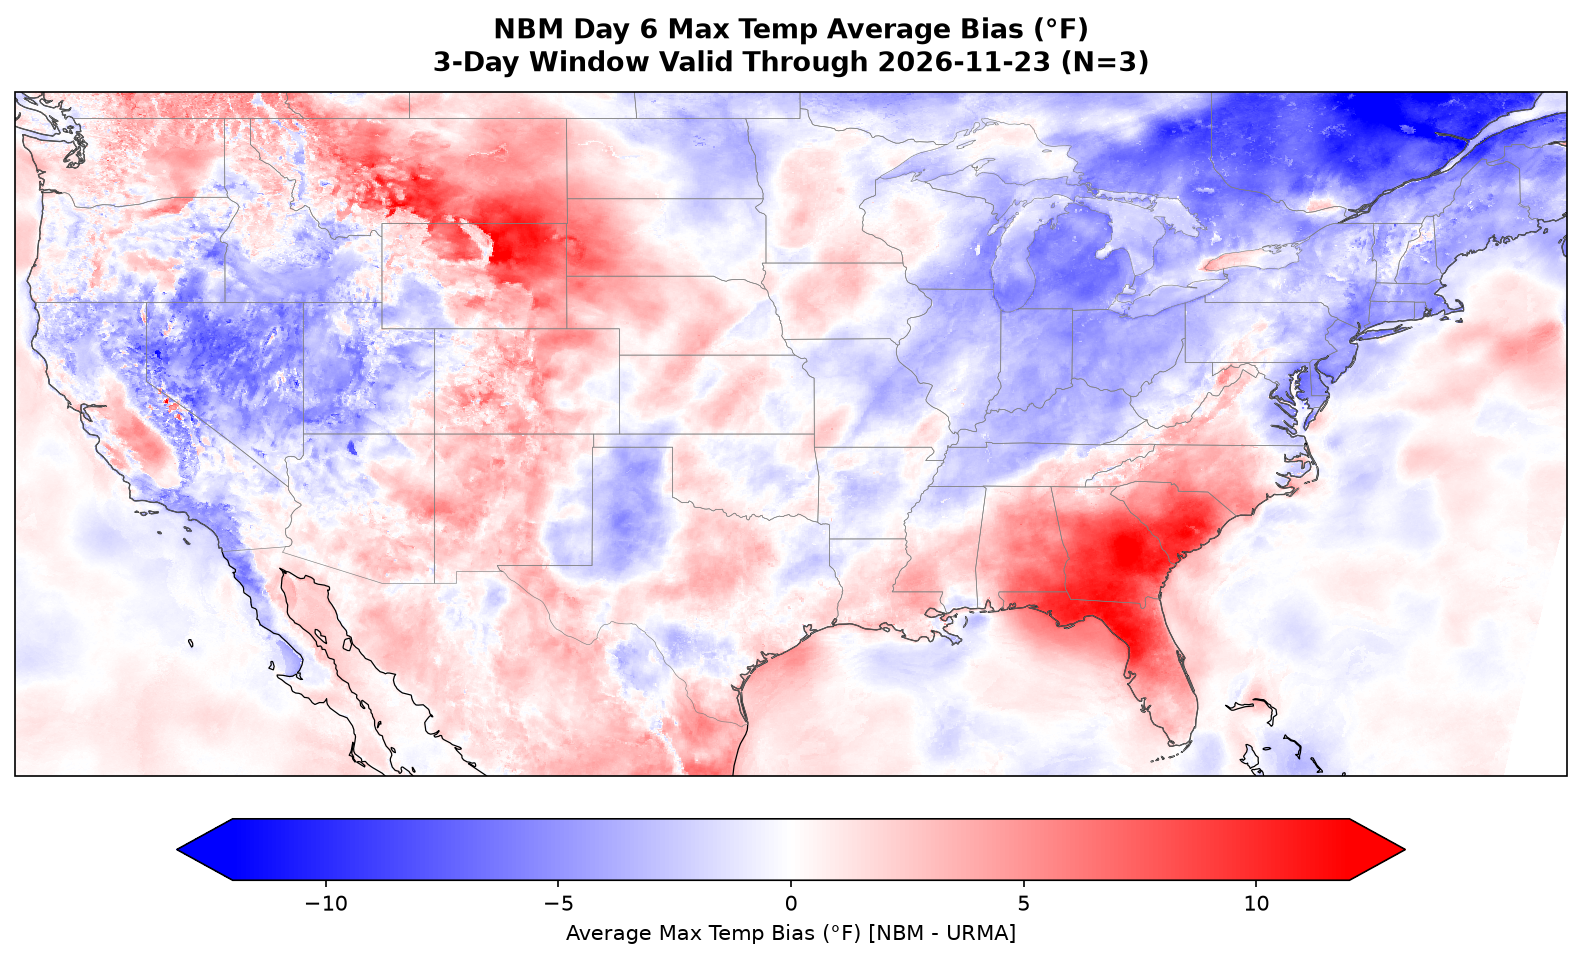 NBM Day 6 Max Temp Average Bias (°F)
3-Day Window Valid Through 2026-11-23 (N=3)
−10 −5 0 5 10
Average Max Temp Bias (°F) [NBM - URMA]